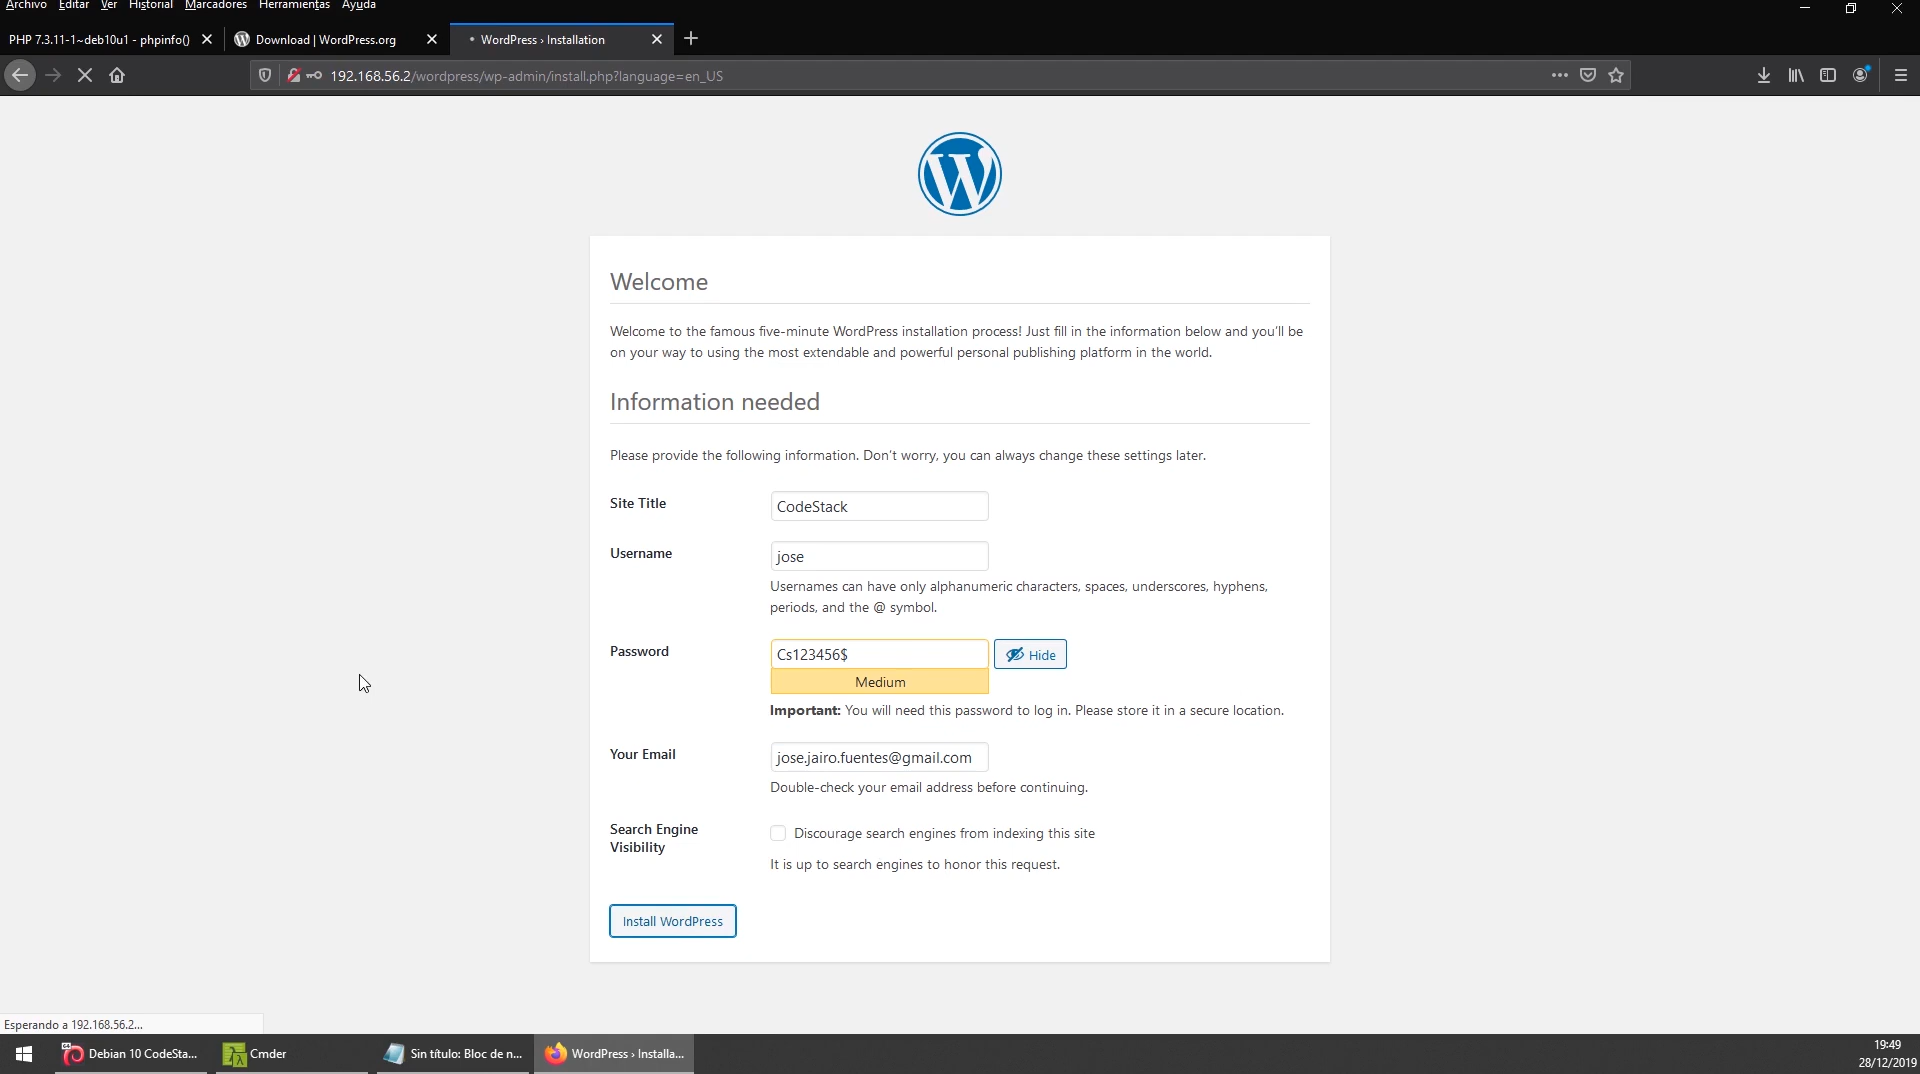 Archivo Editar Ver Historial Marcadores Herramientas Ayuda
PHP 7.3.11-1~deb10u1 - phpinfo()
Download | WordPress.org
WordPress › Installation
192.168.56.2/wordpress/wp-admin/install.php?language=en_US
Welcome
Welcome to the famous five-minute WordPress installation process! Just fill in the information below and you'll be
on your way to using the most extendable and powerful personal publishing platform in the world.
Information needed
Please provide the following information. Don't worry, you can always change these settings later.
Site Title
CodeStack
Username
jose
Usernames can have only alphanumeric characters, spaces, underscores, hyphens,
periods, and the @ symbol.
Password
Cs123456$
Hide
Medium
Important: You will need this password to log in. Please store it in a secure location.
Your Email
jose.jairo.fuentes@gmail.com
Double-check your email address before continuing.
Search Engine
Visibility
Discourage search engines from indexing this site
It is up to search engines to honor this request.
Install WordPress
Esperando a 192.168.56.2...
64
Debian 10 CodeSta...
Cmder
Sin título: Bloc de n...
WordPress › Installa...
19:49
28/12/2019